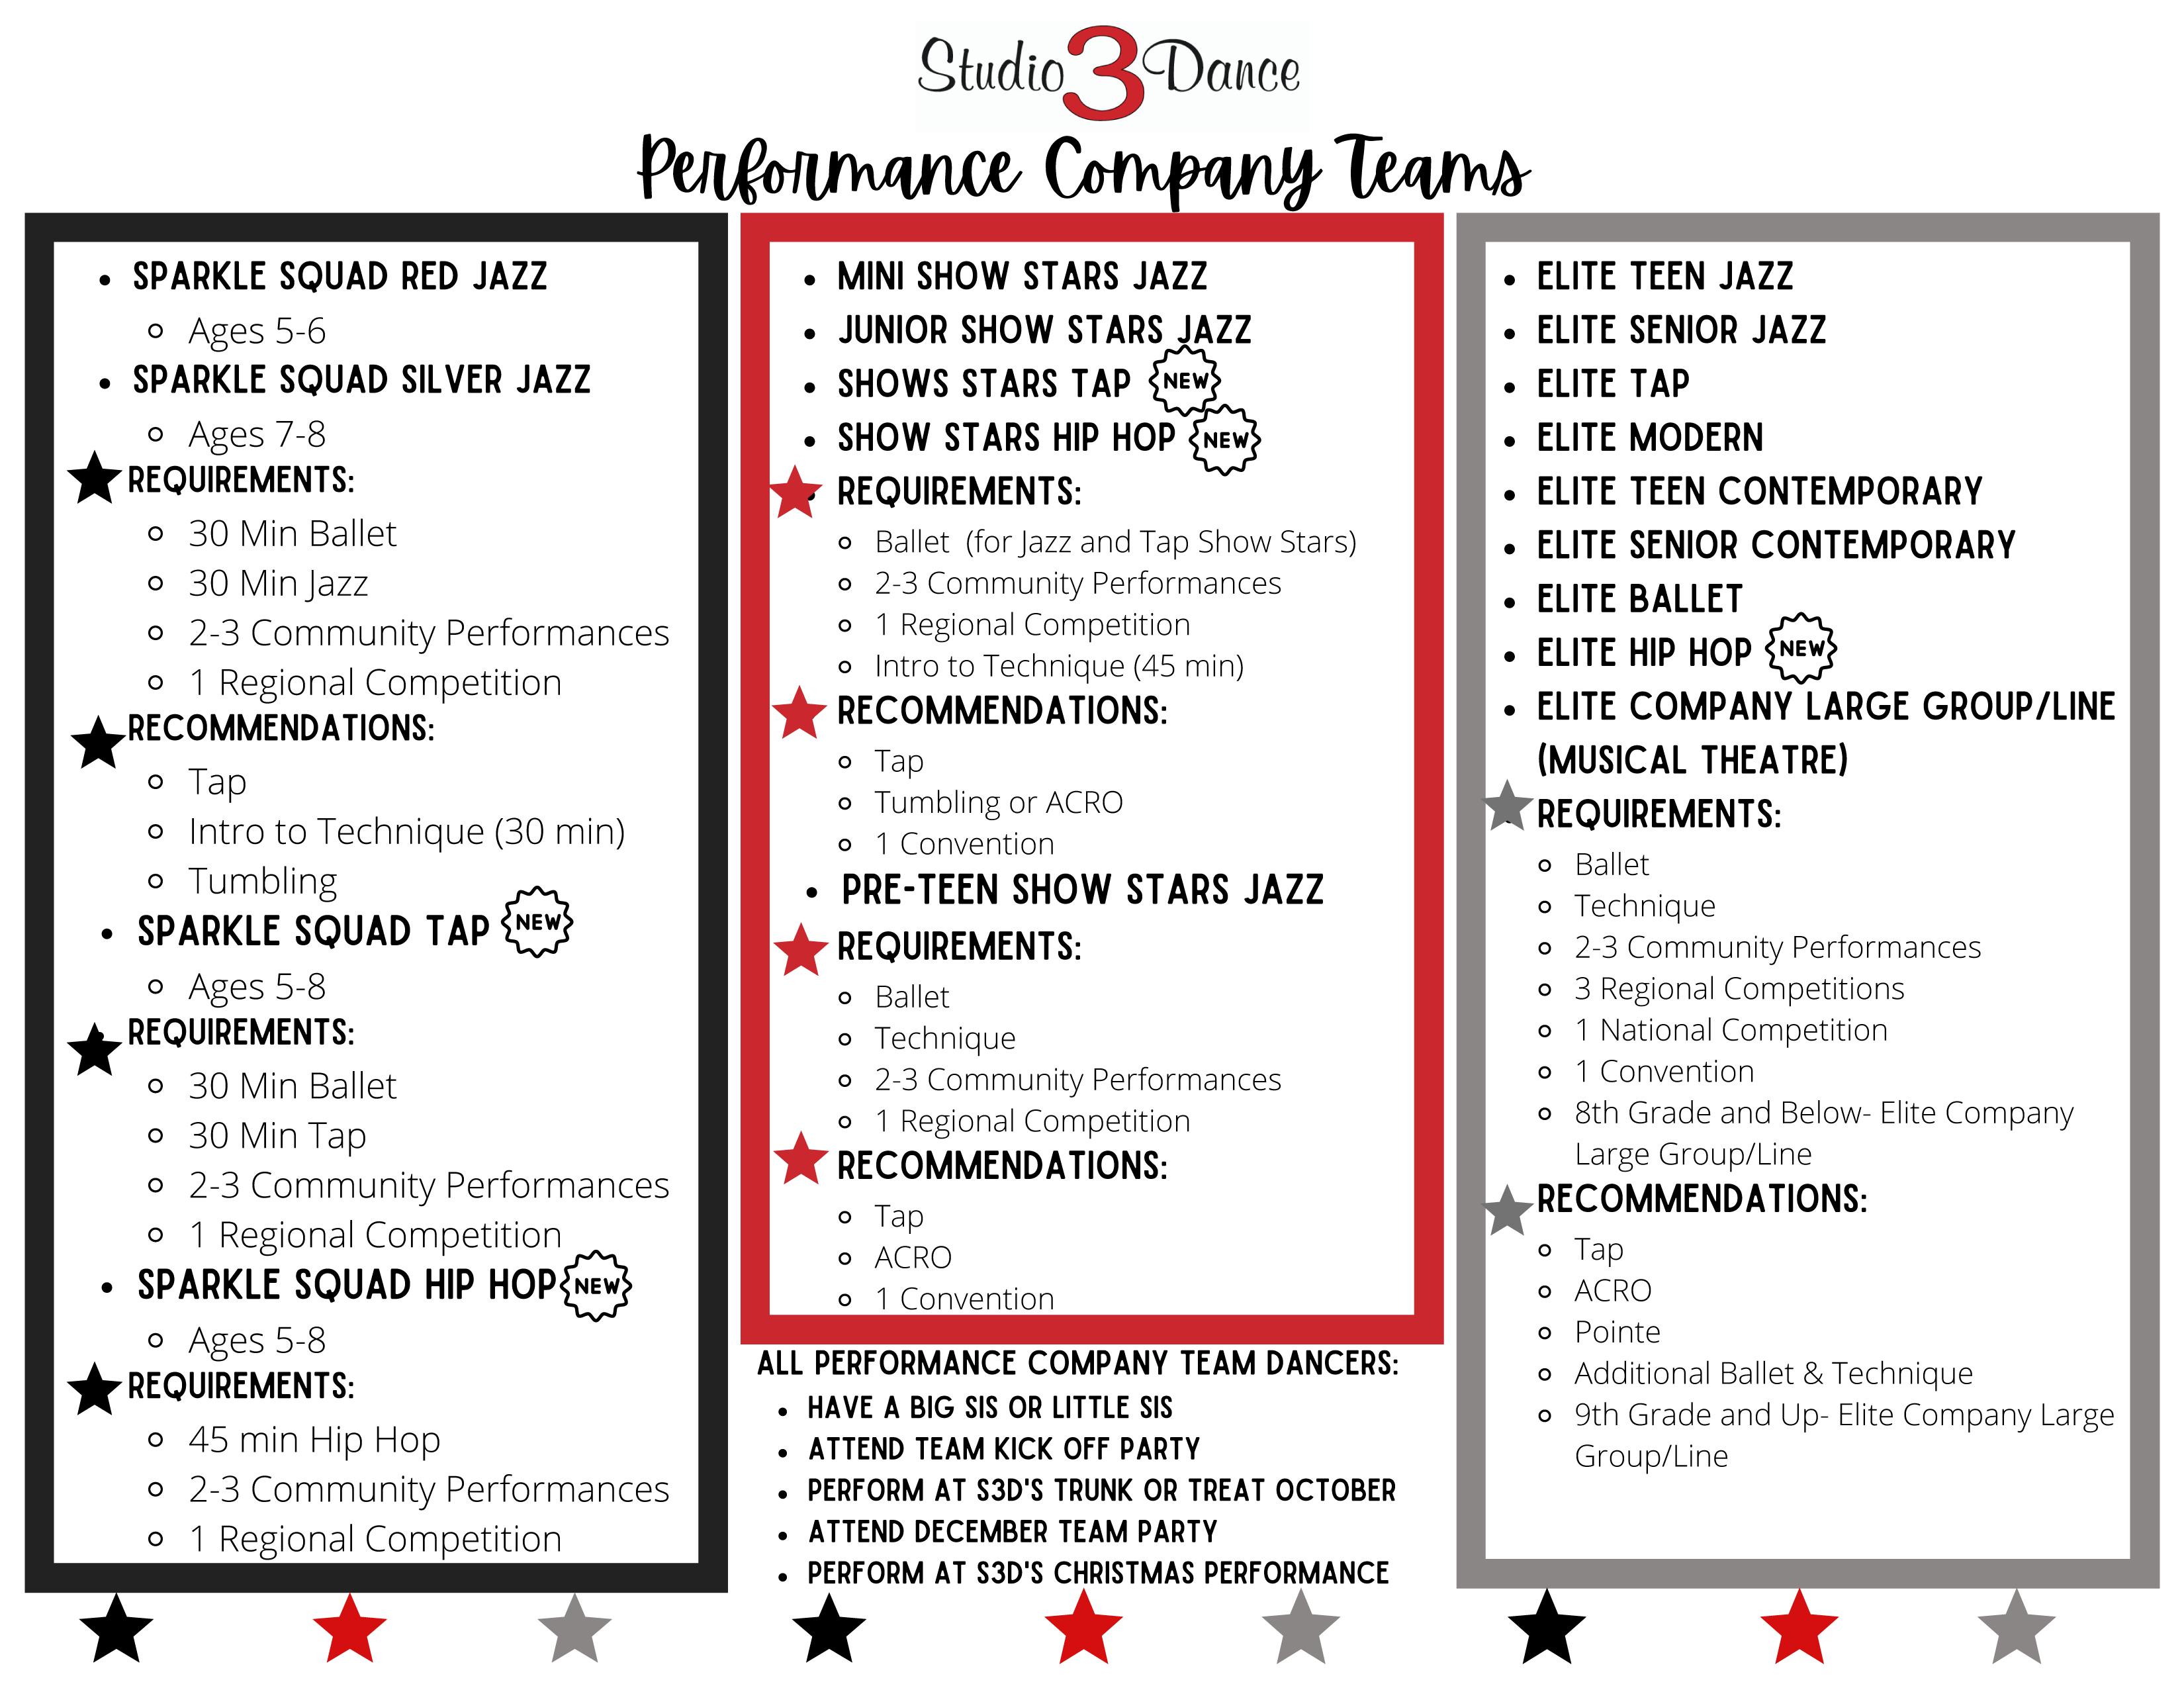 Studio 3 Dance
Performance Company Teams
SPARKLE SQUAD RED JAZZ
Ages 5-6
SPARKLE SQUAD SILVER JAZZ
Ages 7-8
REQUIREMENTS:
30 Min Ballet
30 Min Jazz
2-3 Community Performances
1 Regional Competition
RECOMMENDATIONS:
Tap
Intro to Technique (30 min)
Tumbling
SPARKLE SQUAD TAP NEW
Ages 5-8
REQUIREMENTS:
30 Min Ballet
30 Min Tap
2-3 Community Performances
1 Regional Competition
SPARKLE SQUAD HIP HOP NEW
Ages 5-8
REQUIREMENTS:
45 min Hip Hop
2-3 Community Performances
1 Regional Competition
MINI SHOW STARS JAZZ
JUNIOR SHOW STARS JAZZ
SHOWS STARS TAP NEW
SHOW STARS HIP HOP NEW
REQUIREMENTS:
Ballet (for Jazz and Tap Show Stars)
2-3 Community Performances
1 Regional Competition
Intro to Technique (45 min)
RECOMMENDATIONS:
Tap
Tumbling or ACRO
1 Convention
PRE-TEEN SHOW STARS JAZZ
REQUIREMENTS:
Ballet
Technique
2-3 Community Performances
1 Regional Competition
RECOMMENDATIONS:
Tap
ACRO
1 Convention
ALL PERFORMANCE COMPANY TEAM DANCERS:
HAVE A BIG SIS OR LITTLE SIS
ATTEND TEAM KICK OFF PARTY
PERFORM AT S3D'S TRUNK OR TREAT OCTOBER
ATTEND DECEMBER TEAM PARTY
PERFORM AT S3D'S CHRISTMAS PERFORMANCE
ELITE TEEN JAZZ
ELITE SENIOR JAZZ
ELITE TAP
ELITE MODERN
ELITE TEEN CONTEMPORARY
ELITE SENIOR CONTEMPORARY
ELITE BALLET
ELITE HIP HOP NEW
ELITE COMPANY LARGE GROUP/LINE
(MUSICAL THEATRE)
REQUIREMENTS:
Ballet
Technique
2-3 Community Performances
3 Regional Competitions
1 National Competition
1 Convention
8th Grade and Below- Elite Company
Large Group/Line
RECOMMENDATIONS:
Tap
ACRO
Pointe
Additional Ballet & Technique
9th Grade and Up- Elite Company Large
Group/Line